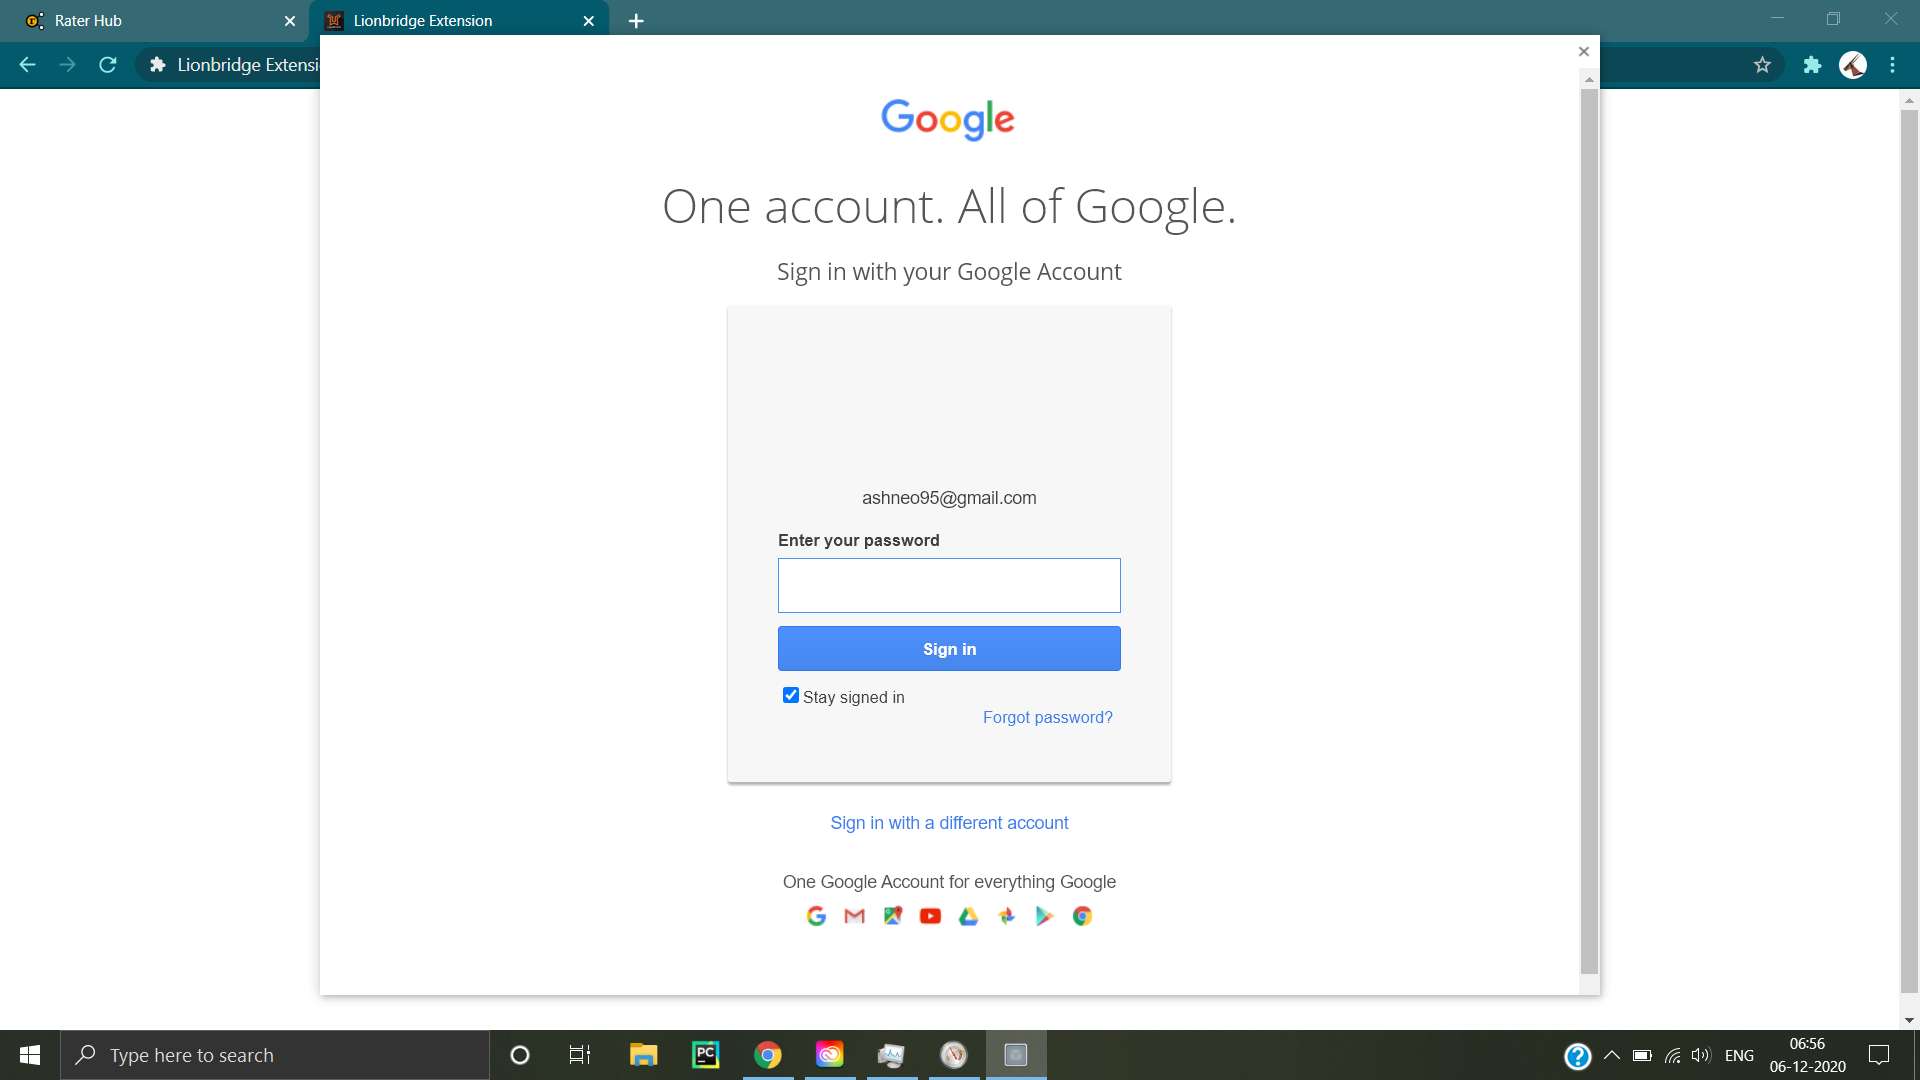 Rater Hub
Lionbridge Extension
Lionbridge Extensi
Google
One account. All of Google.
Sign in with your Google Account
ashneo95@gmail.com
Enter your password
Sign in
Stay signed in
Forgot password?
Sign in with a different account
One Google Account for everything Google
Type here to search
PC
ENG
06:56
06-12-2020